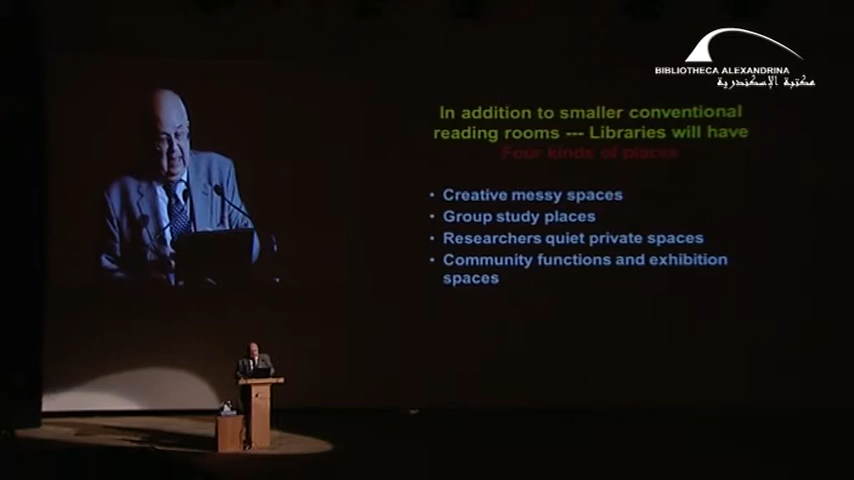 BIBLIOTHECA ALEXANDRINA
مكتبة الإسكندرية
In addition to smaller conventional
reading rooms --- Libraries will have
Four kinds of places
• Creative messy spaces
• Group study places
• Researchers quiet private spaces
• Community functions and exhibition
spaces